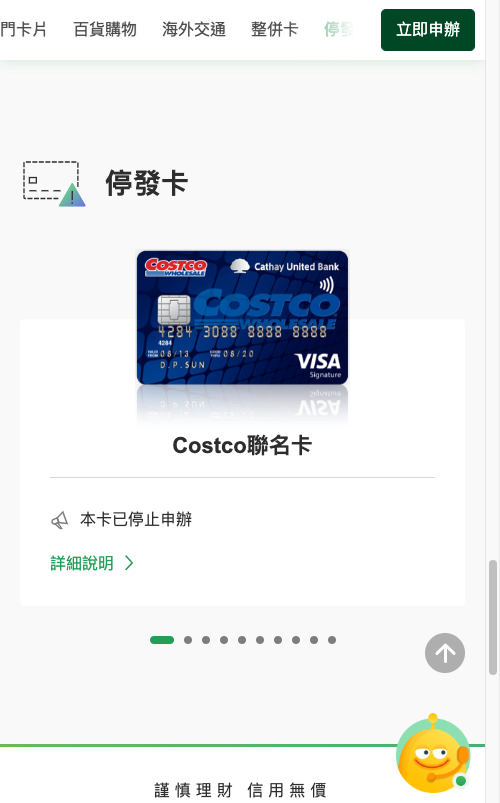 門卡片 百貨購物 海外交通 整併卡 停發 立即申辦
停發卡
COSTCO WHOLESALE Cathay United Bank
COSTCO WHOLESALE
4284 3088 8888 8888
4284
08/13 08/20
D.P.SUN
VISA
Signature
Costco聯名卡
本卡已停止申辦
詳細說明
謹慎理財 信用無價